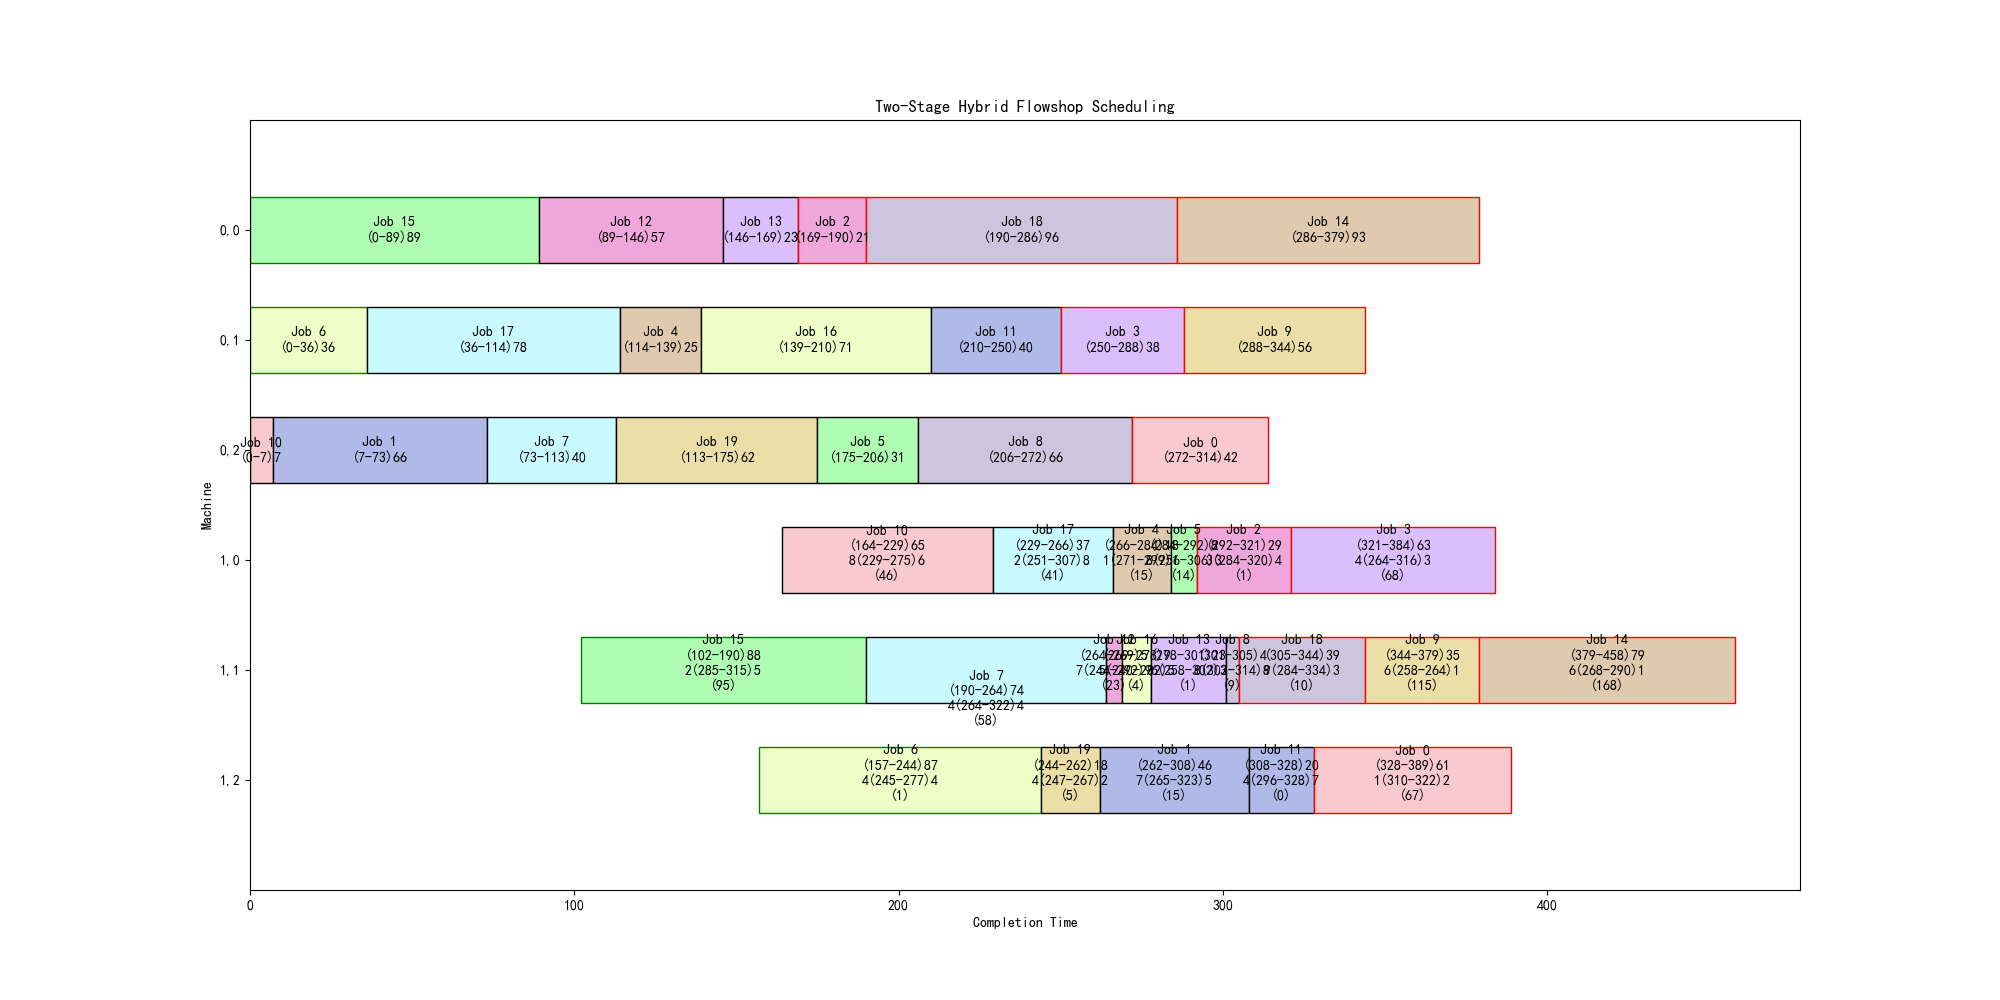 Two-Stage Hybrid Flowshop Scheduling
Machine
0,0
Job 15
(0-89)89
Job 12
(89-146)57
Job 13
(146-169)23
Job 2
(169-190)21
Job 18
(190-286)96
Job 14
(286-379)93
0,1
Job 6
(0-36)36
Job 17
(36-114)78
Job 4
(114-139)25
Job 16
(139-210)71
Job 11
(210-250)40
Job 3
(250-288)38
Job 9
(288-344)56
0,2
Job 10
(0-7)7
Job 1
(7-73)66
Job 7
(73-113)40
Job 19
(113-175)62
Job 5
(175-206)31
Job 8
(206-272)66
Job 0
(272-314)42
1,0
Job 10
(164-229)65
8(229-275)6
(46)
Job 17
(229-266)37
2(251-307)8
(41)
Job 4
(15)
Job 5
(14)
Job 2
(292-321)29
3(284-320)4
(1)
Job 3
(321-384)63
4(264-316)3
(68)
1,1
Job 15
(102-190)88
2(285-315)5
(95)
Job 7
(190-264)74
4(264-322)4
(58)
(23)
(4)
Job 13
(1)
Job 8
(9)
Job 18
(305-344)39
(284-334)3
(10)
Job 9
(344-379)35
6(258-264)1
(115)
Job 14
(379-458)79
6(268-290)1
(168)
1,2
Job 6
(157-244)87
4(245-277)4
(1)
Job 19
(244-262)18
4(247-267)2
(5)
Job 1
(262-308)46
7(265-323)5
(15)
Job 11
(308-328)20
4(296-328)7
(0)
Job 0
(328-389)61
1(310-322)2
(67)
0
100
200
300
400
Completion Time